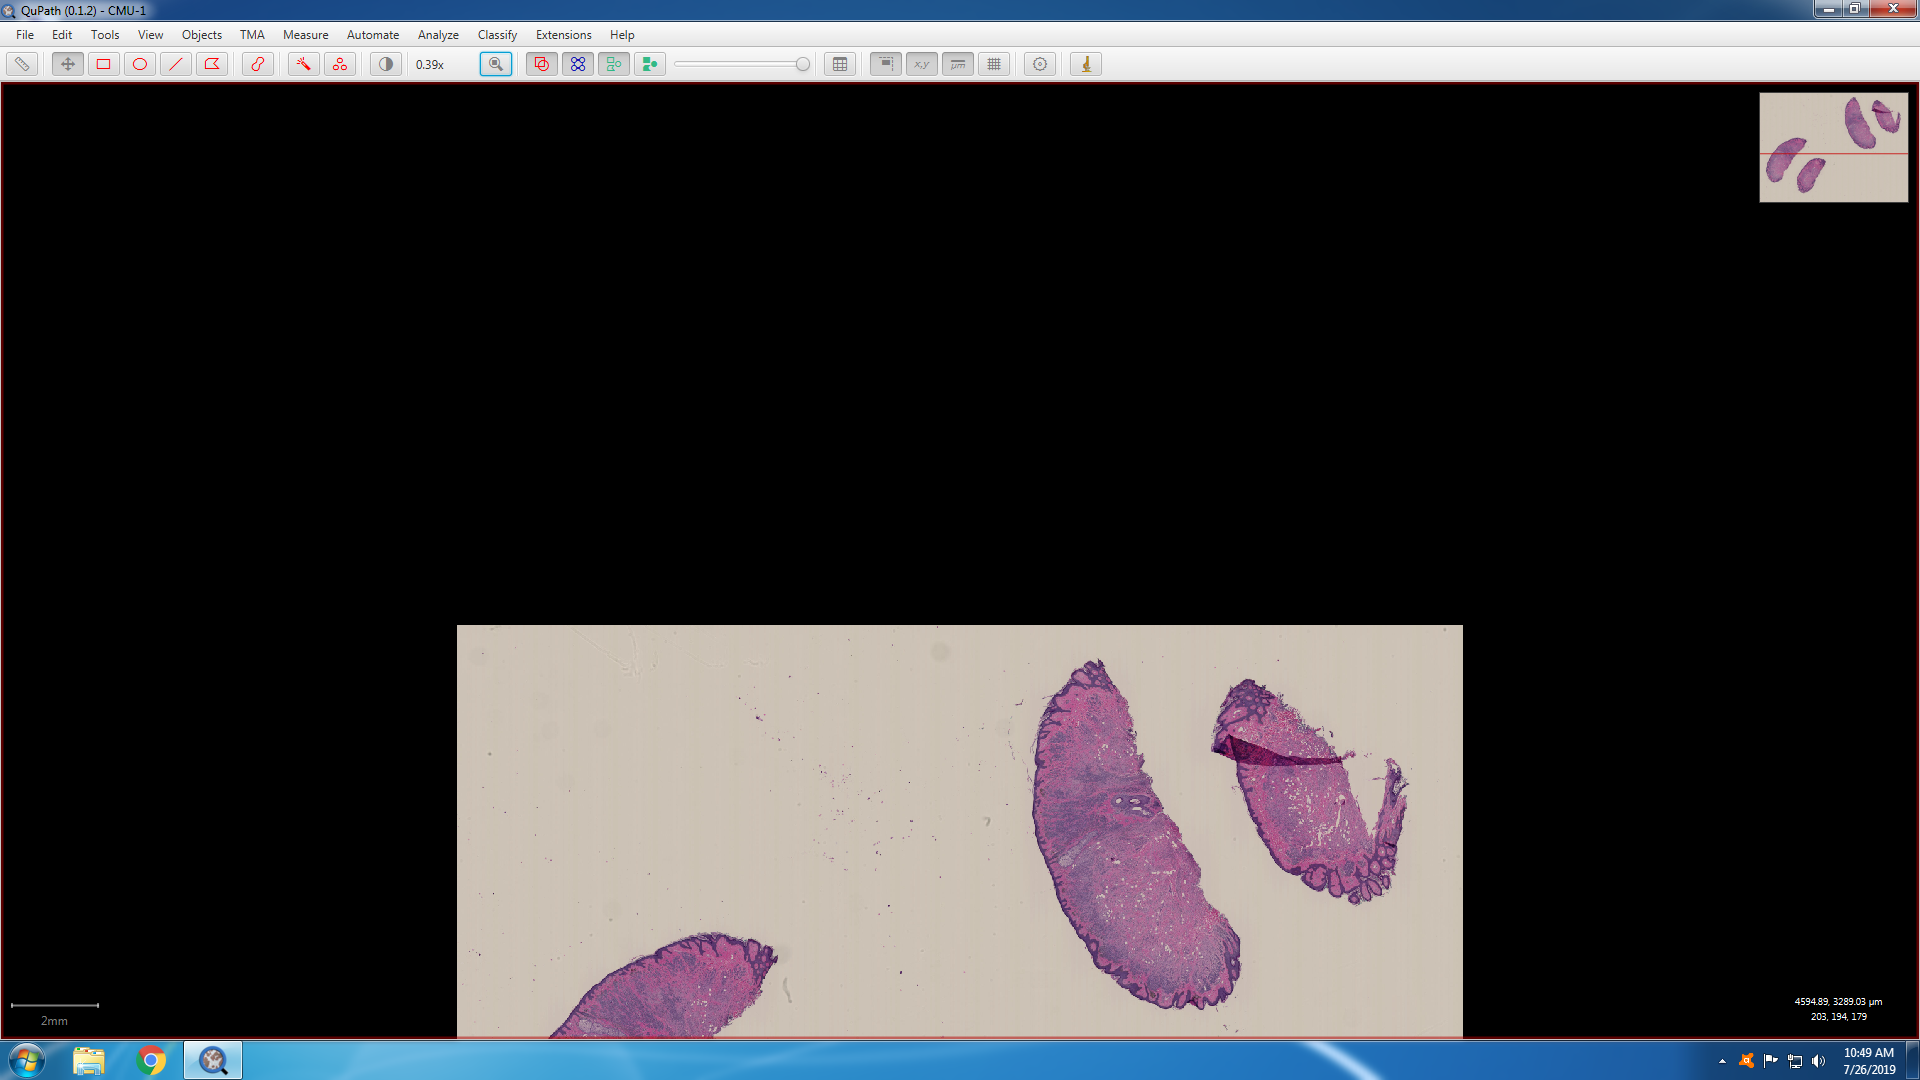 QuPath (0.1.2) - CMU-1
File Edit Tools View Objects TMA Measure Automate Analyze Classify Extensions Help
0.39x
x,y
µm
2mm
4594.89, 3289.03 µm
203, 194, 179
10:49 AM
7/26/2019